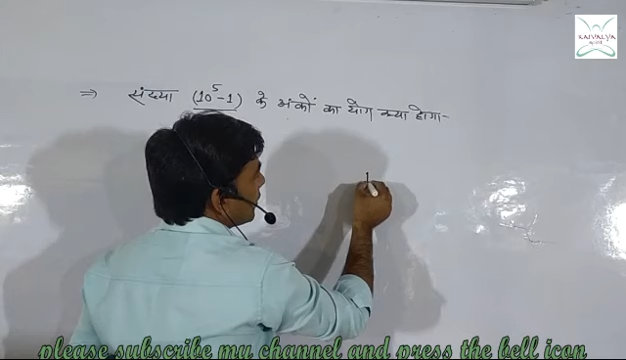 KAIVALYA
⇒ संख्या (10⁵-1) के अंकों का योग क्या होगा-
please subscribe my channel and press the bell icon